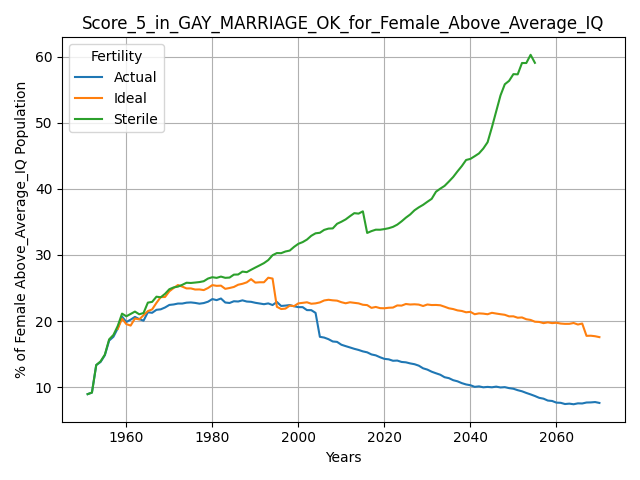 Score_5_in_GAY_MARRIAGE_OK_for_Female_Above_Average_IQ
% of Female Above_Average_IQ Population
60
50
40
30
20
10
Fertility
Actual
Ideal
Sterile
1960
1980
2000
2020
2040
2060
Years